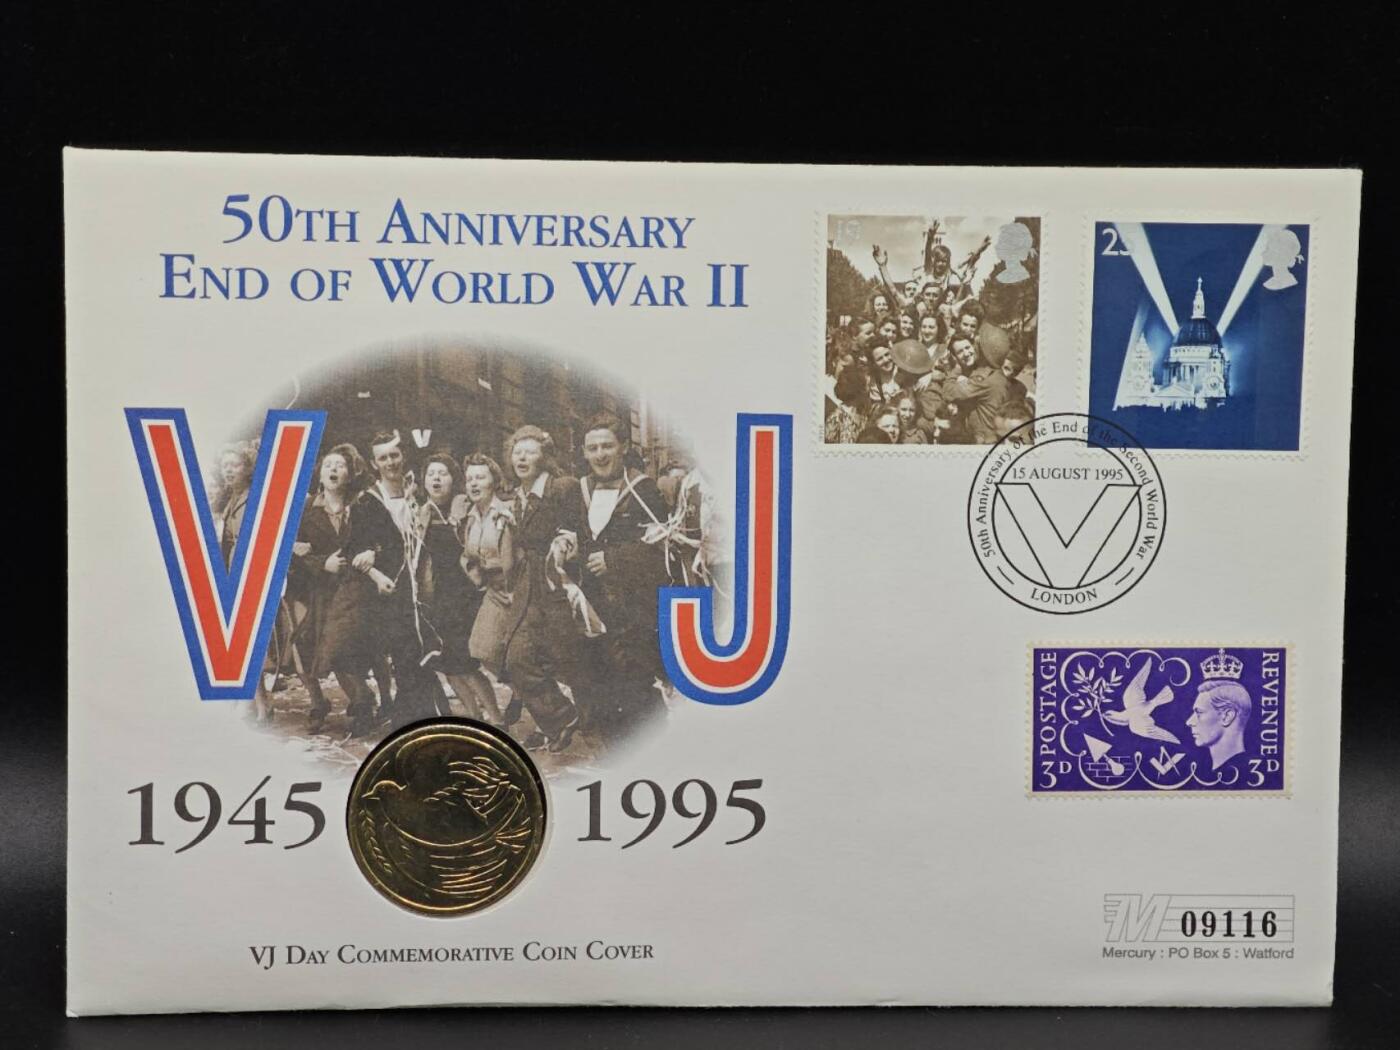 50TH ANNIVERSARY
END OF WORLD WAR II
V J
V
1945 1995
VJ DAY COMMEMORATIVE COIN COVER
19
25
50th Anniversary of the End of the Second World War
15 AUGUST 1995
LONDON
POSTAGE
REVENUE
3D 3D
M 09116
Mercury : PO Box 5 : Watford